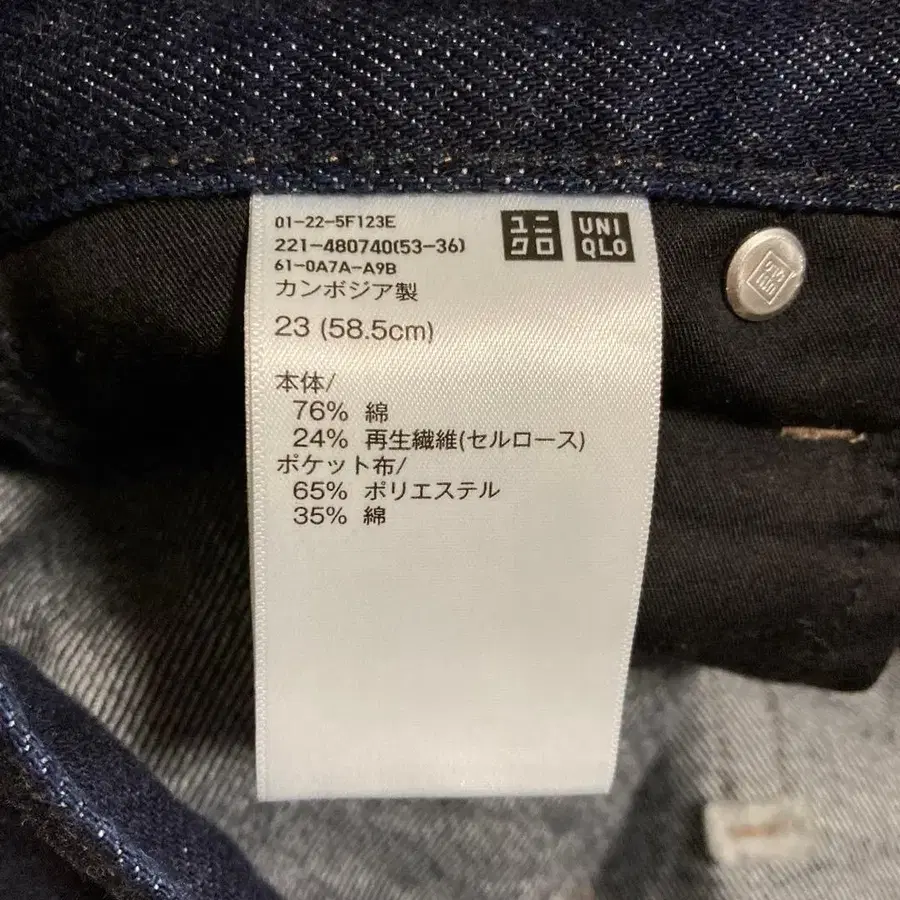 01-22-5F123E
221-480740(53-36)
61-0A7A-A9B
カンボジア製
ユニ
クロ
UNI
QLO
23 (58.5cm)
本体/
76% 綿
24% 再生繊維(セルロース)
ポケット布/
65% ポリエステル
35% 綿